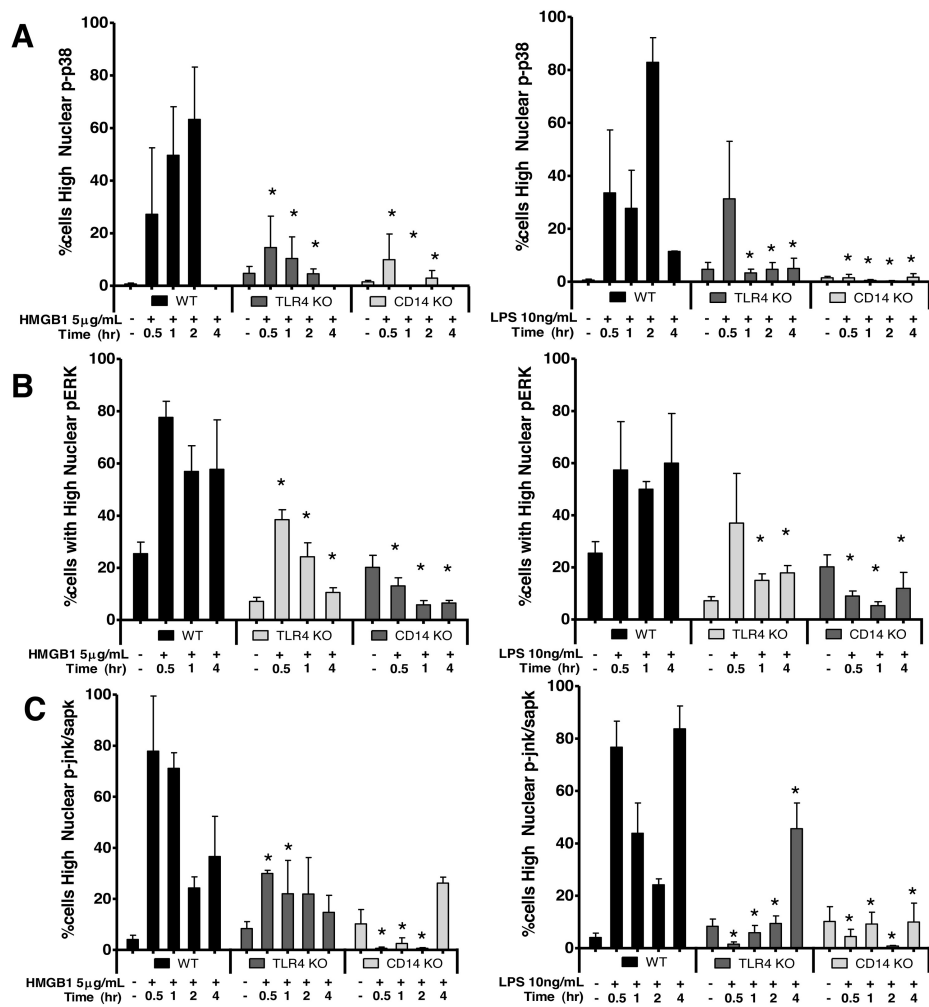 A
%cells High Nuclear p-p38
100
80
60
40
20
0
* * * * * *
WT TLR4 KO CD14 KO
HMGB1 5µg/mL - + + + + - + + + + - + + + +
Time (hr) - 0.5 1 2 4 - 0.5 1 2 4 - 0.5 1 2 4
%cells High Nuclear p-p38
100
80
60
40
20
0
* * * * * * *
WT TLR4 KO CD14 KO
LPS 10ng/mL - + + + + - + + + + - + + + +
Time (hr) - 0.5 1 2 4 - 0.5 1 2 4 - 0.5 1 2 4
B
%cells with High Nuclear pERK
100
80
60
40
20
0
* * * * * *
WT TLR4 KO CD14 KO
HMGB1 5µg/mL - + + + - + + + - + + +
Time (hr) - 0.5 1 4 - 0.5 1 4 - 0.5 1 4
%cells with High Nuclear pERK
100
80
60
40
20
0
* * * * *
WT TLR4 KO CD14 KO
LPS 10ng/mL - + + + - + + + - + + +
Time (hr) - 0.5 1 4 - 0.5 1 4 - 0.5 1 4
C
%cells High Nuclear p-jnk/sapk
100
80
60
40
20
0
* * * * *
WT TLR4 KO CD14 KO
HMGB1 5µg/mL - + + + + - + + + + - + + + +
Time (hr) - 0.5 1 2 4 - 0.5 1 2 4 - 0.5 1 2 4
%cells High Nuclear p-jnk/sapk
100
80
60
40
20
0
* * * * * * * *
WT TLR4 KO CD14 KO
LPS 10ng/mL - + + + + - + + + + - + + + +
Time (hr) - 0.5 1 2 4 - 0.5 1 2 4 - 0.5 1 2 4